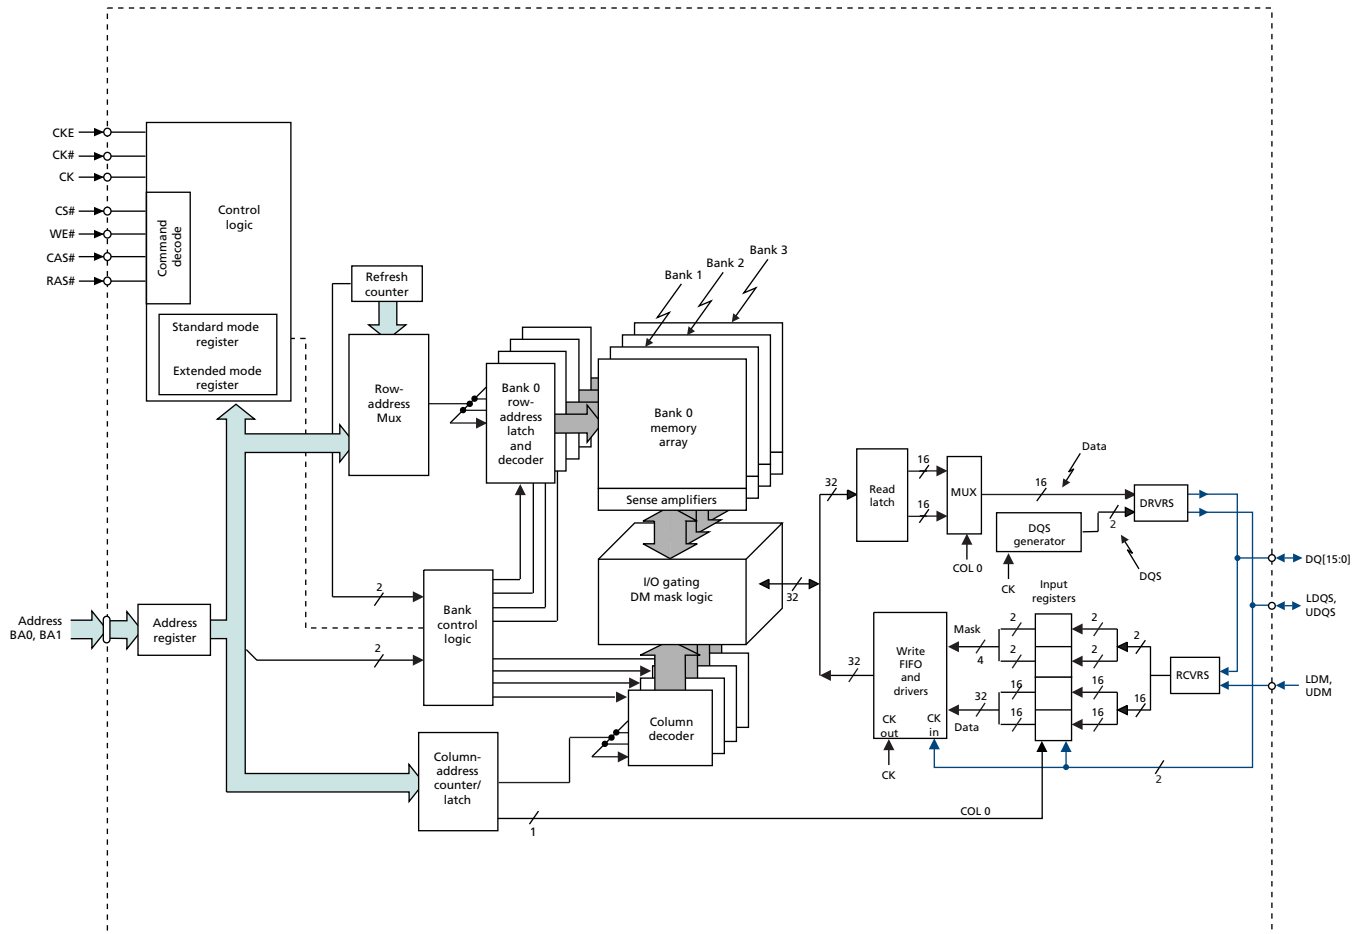 CKE
CK#
CK
CS#
WE#
CAS#
RAS#
Command
decode
Control
logic
Standard mode
register
Extended mode
register
Refresh
counter
Row-
address
Mux
Bank 0
row-
address
latch
and
decoder
Bank 1
Bank 2
Bank 3
Bank 0
memory
array
Sense amplifiers
I/O gating
DM mask logic
Address
BA0, BA1
Address
register
2
2
Bank
control
logic
Column
decoder
Column-
address
counter/
latch
1
COL 0
32
32
32
Read
latch
16
16
MUX
COL 0
16
Data
DQS
generator
CK
2
DQS
DRVRS
DQ[15:0]
LDQS,
UDQS
LDM,
UDM
RCVRS
Input
registers
Write
FIFO
and
drivers
CK
out
CK
in
CK
Mask
4
32
Data
2
2
16
16
2
2
16
16
2
16
2